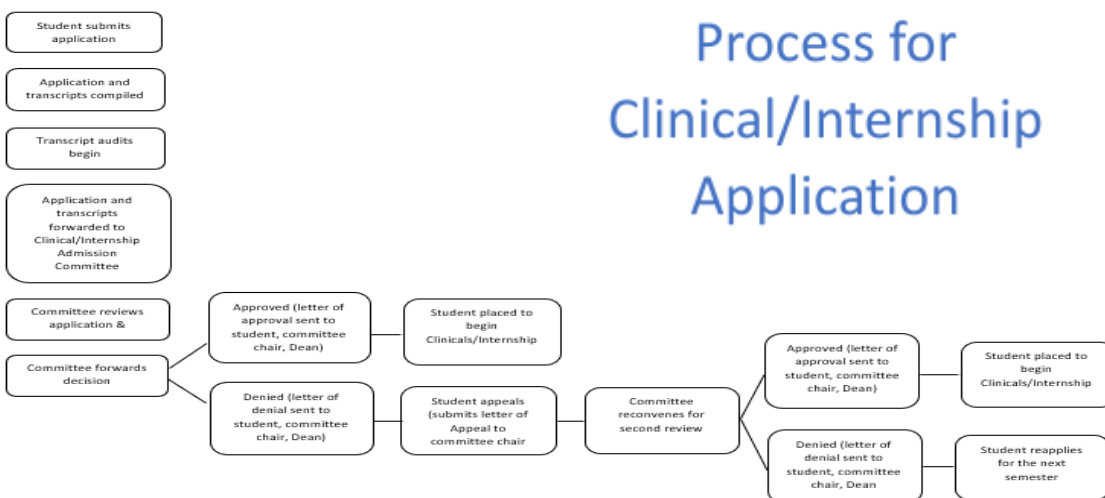 Process for
Clinical/Internship
Application
Student submits
application
Application and
transcripts compiled
Transcript audits
begin
Application and
transcripts
forwarded to
Clinical/Internship
Admission
Committee
Committee reviews
application &
Committee forwards
decision
Approved (letter of
approval sent to
student, committee
chair, Dean)
Student placed to
begin
Clinicals/Internship
Denied (letter of
denial sent to
student, committee
chair, Dean)
Student appeals
(submits letter of
Appeal to
committee chair
Committee
reconvenes for
second review
Approved (letter of
approval sent to
student, committee
chair, Dean)
Student placed to
begin
Clinicals/Internship
Denied (letter of
denial sent to
student, committee
chair, Dean
Student reapplies
for the next
semester